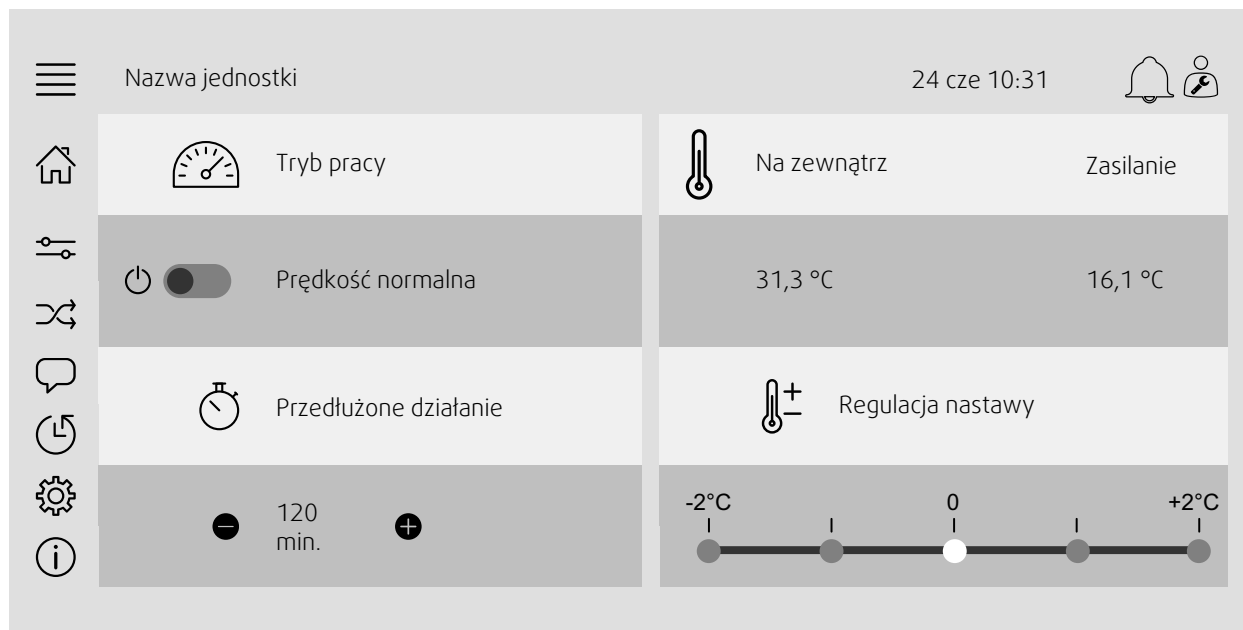 Nazwa jednostki
24 cze 10:31
Tryb pracy
Na zewnątrz
Zasilanie
Prędkość normalna
31,3 °C
16,1 °C
Przedłużone działanie
Regulacja nastawy
120
min.
-2°C
0
+2°C